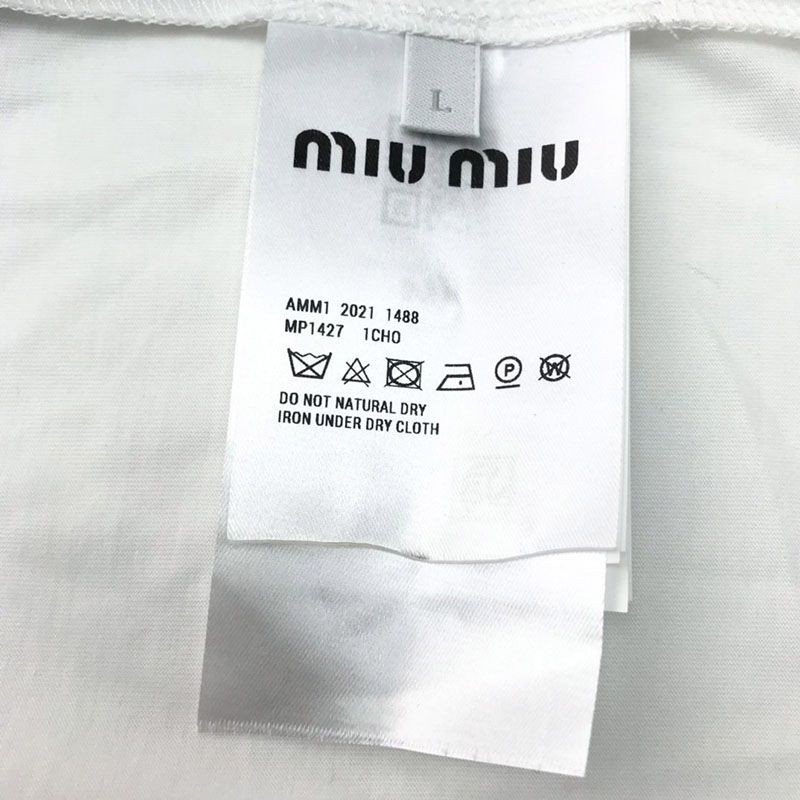 L
miu miu
AMM1 2021 1488
MP1427 1CHO
P W
DO NOT NATURAL DRY
IRON UNDER DRY CLOTH